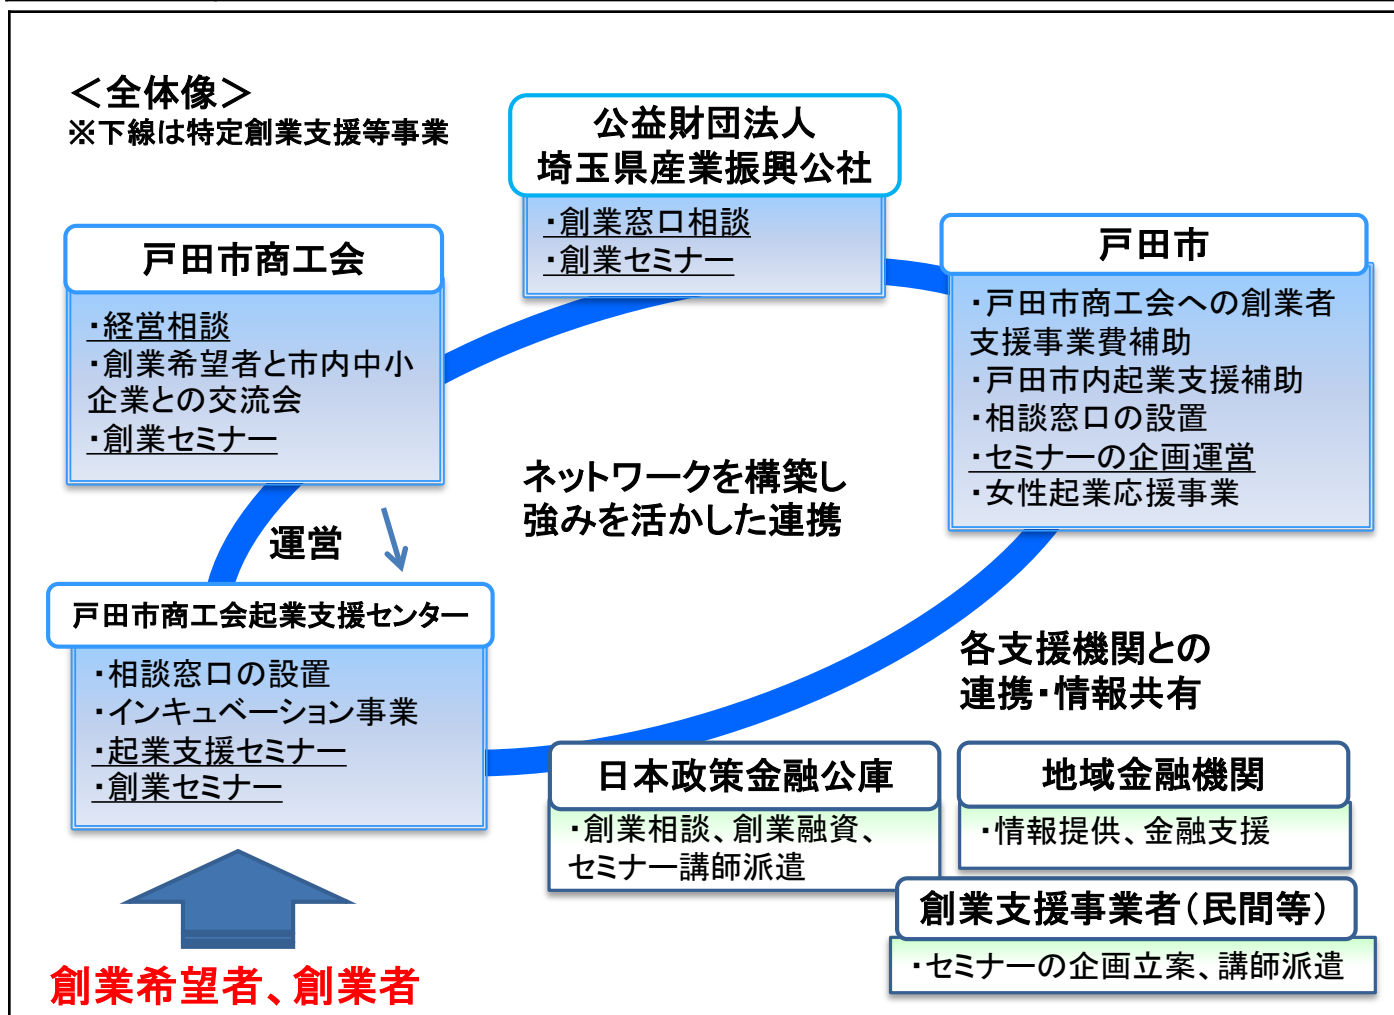 ＜全体像＞
※下線は特定創業支援等事業
公益財団法人
埼玉県産業振興公社
・創業窓口相談
・創業セミナー
戸田市商工会
・経営相談
・創業希望者と市内中小
企業との交流会
・創業セミナー
戸田市
・戸田市商工会への創業者
支援事業費補助
・戸田市内起業支援補助
・相談窓口の設置
・セミナーの企画運営
・女性起業応援事業
ネットワークを構築し
強みを活かした連携
運営
戸田市商工会起業支援センター
・相談窓口の設置
・インキュベーション事業
・起業支援セミナー
・創業セミナー
各支援機関との
連携・情報共有
日本政策金融公庫
・創業相談、創業融資、
セミナー講師派遣
地域金融機関
・情報提供、金融支援
創業支援事業者（民間等）
・セミナーの企画立案、講師派遣
創業希望者、創業者